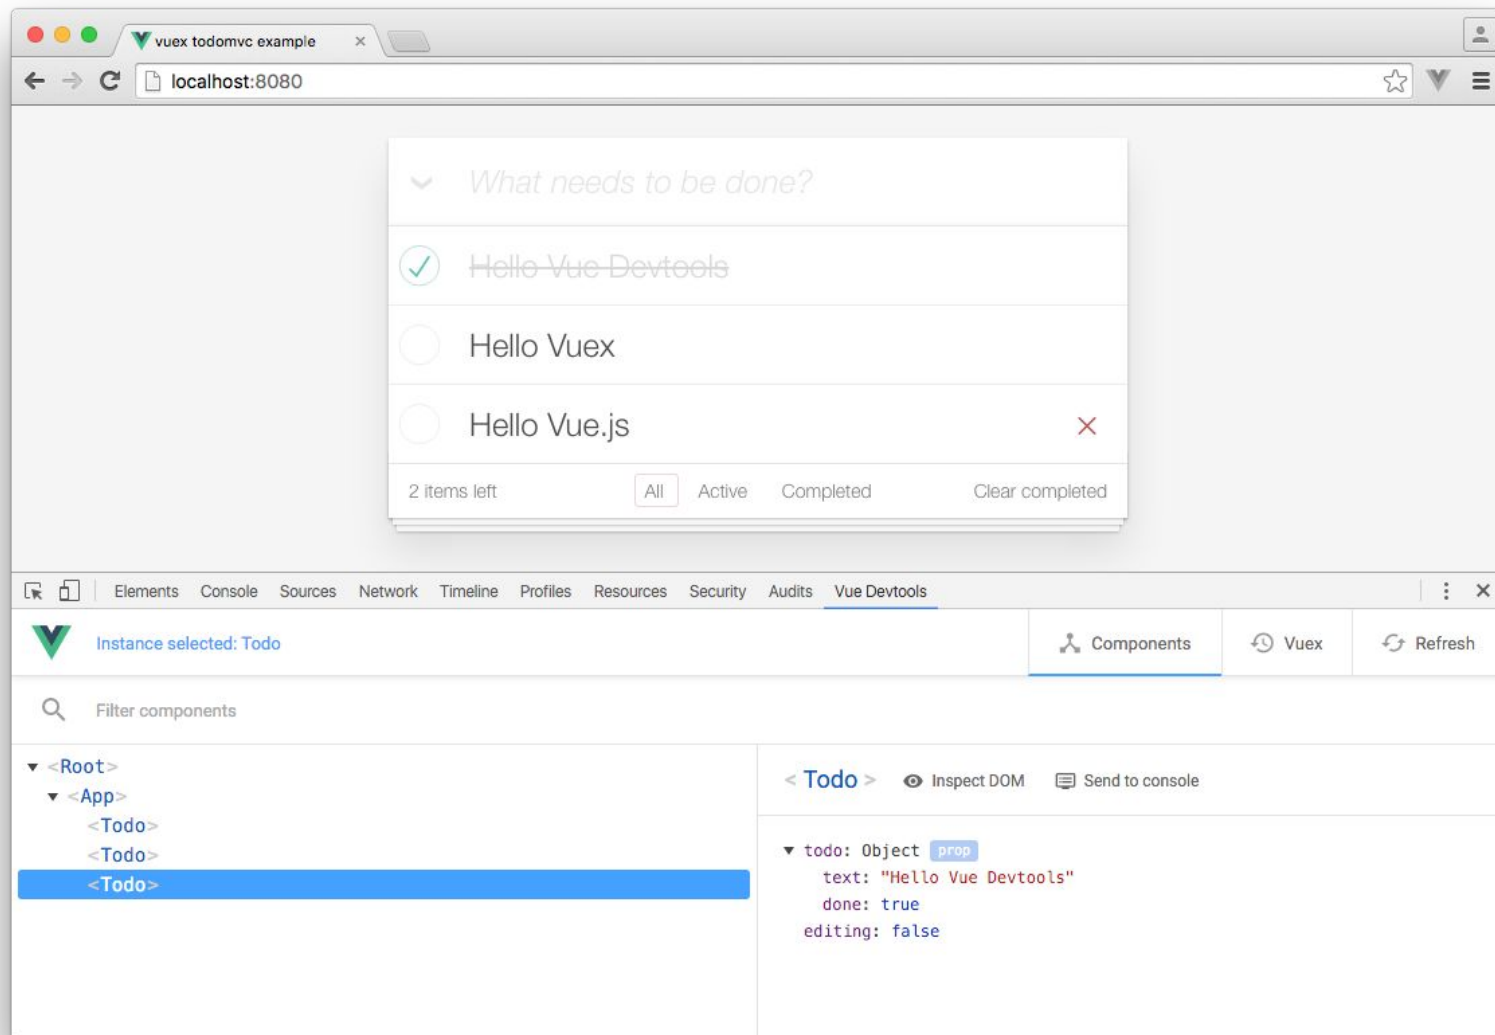 vuex todomvc example
localhost:8080
What needs to be done?
Hello Vue Devtools
Hello Vuex
Hello Vue.js
2 items left All Active Completed Clear completed
Elements Console Sources Network Timeline Profiles Resources Security Audits Vue Devtools
Instance selected: Todo Components Vuex Refresh
Filter components
<Root>
<App>
<Todo>
<Todo>
<Todo>
< Todo > Inspect DOM Send to console
todo: Object prop
text: "Hello Vue Devtools"
done: true
editing: false